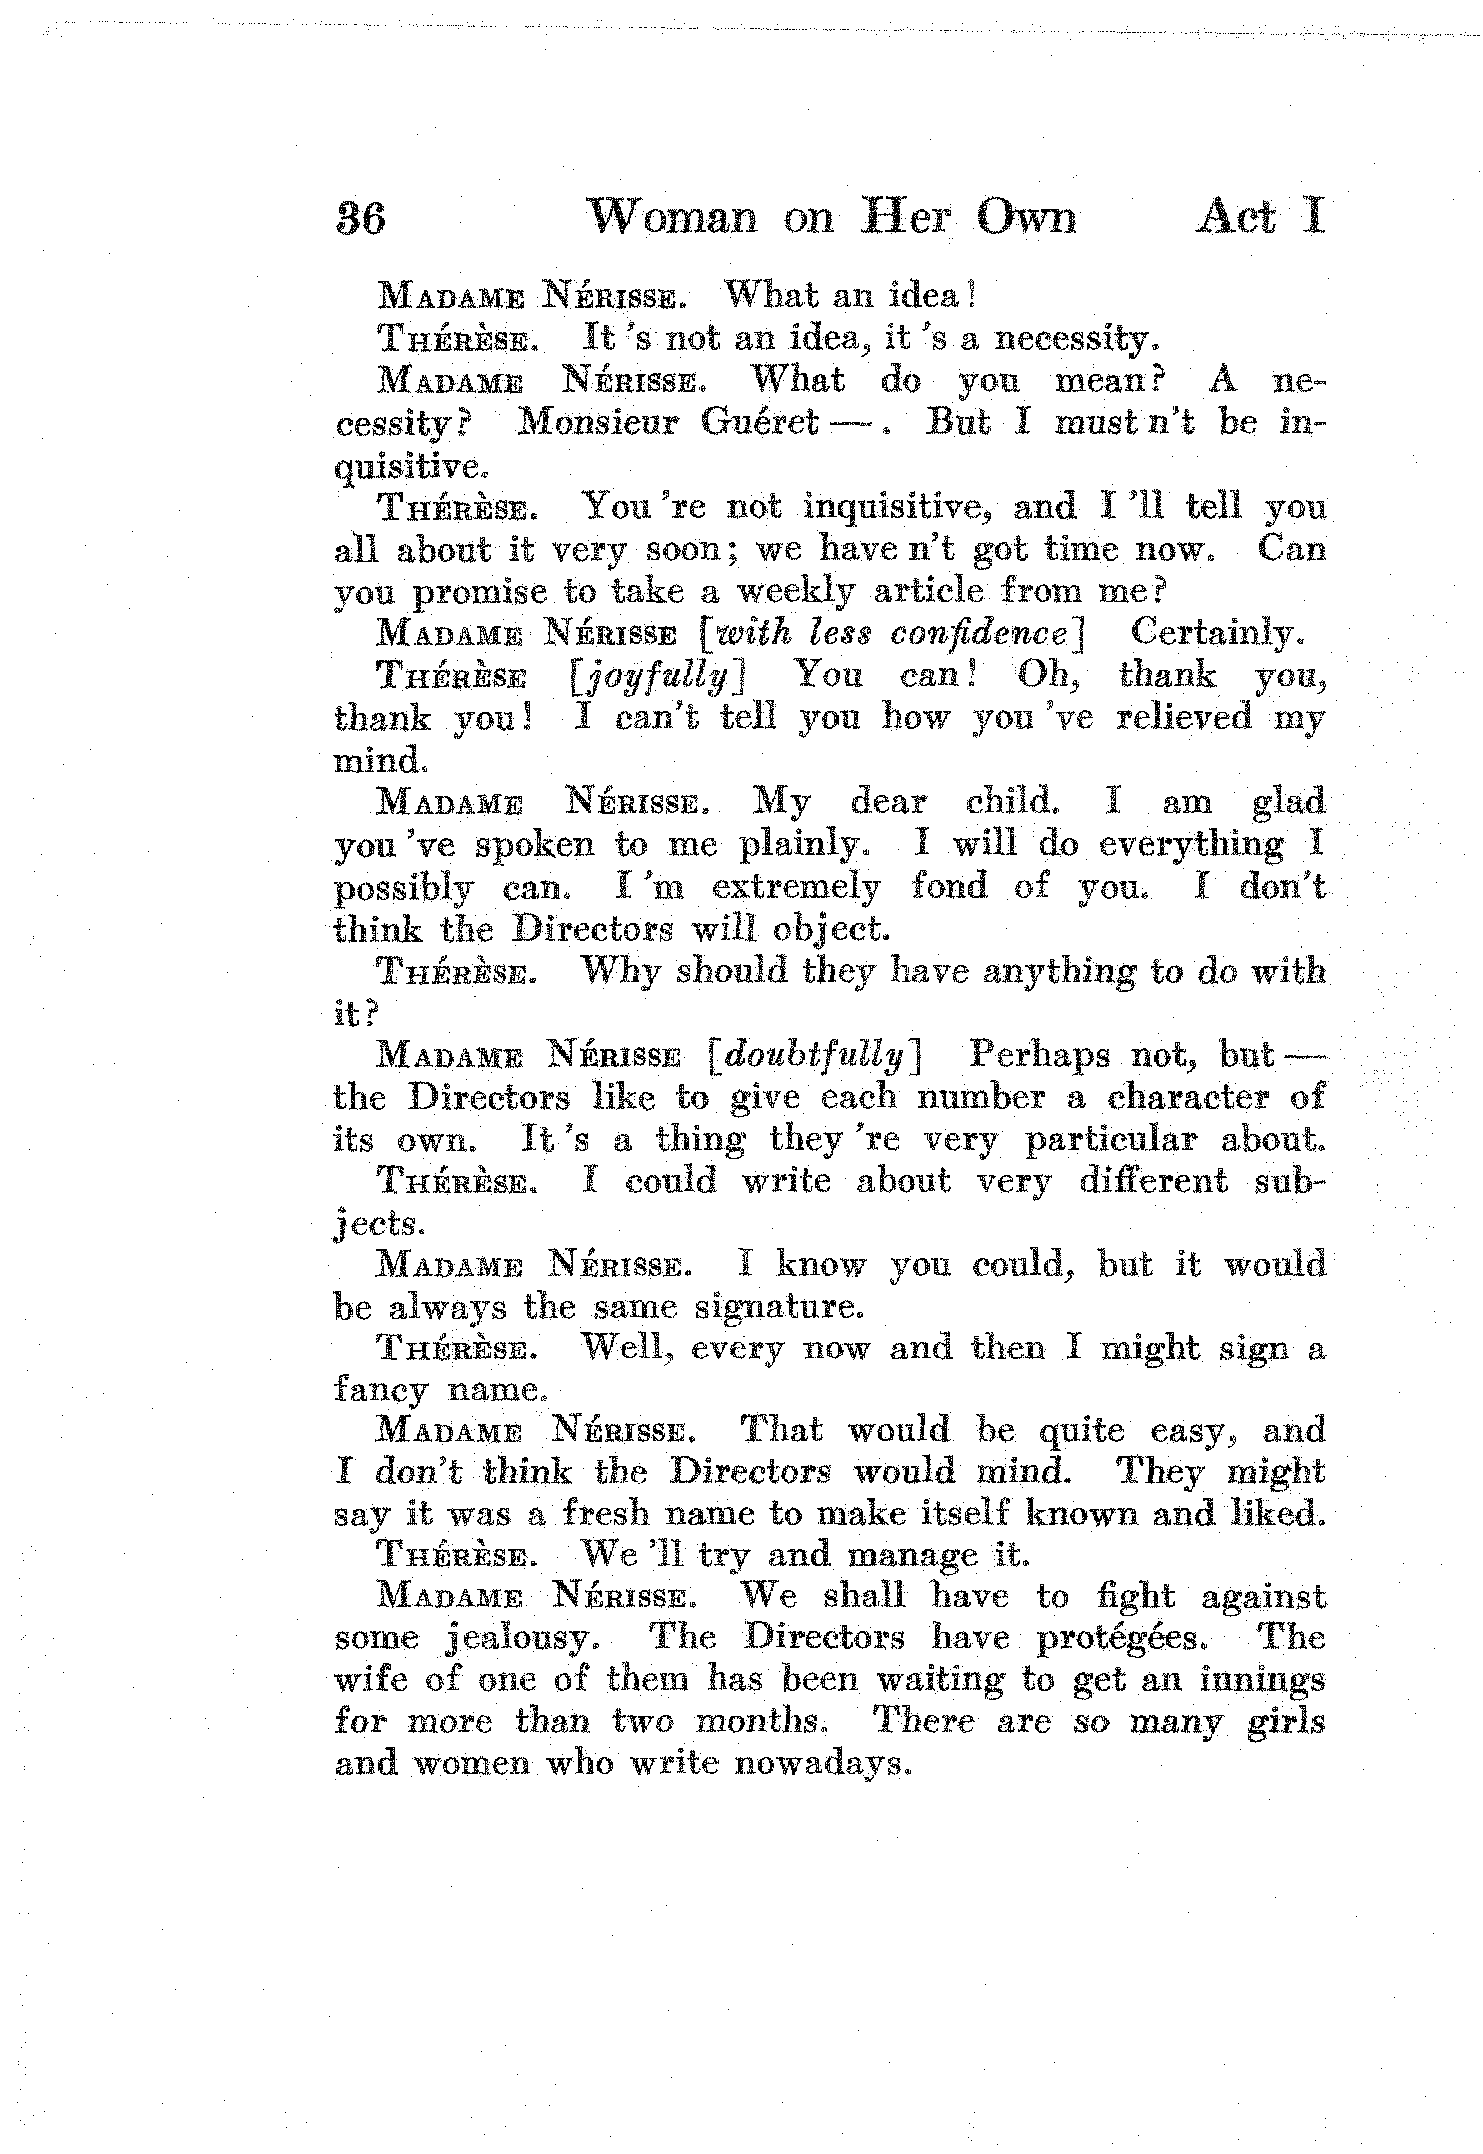 36 Woman on Her Own Act I
MADAME NÉRISSE. What an idea!
THÉRÈSE. It 's not an idea, it 's a necessity.
MADAME NÉRISSE. What do you mean? A ne-
cessity? Monsieur Guéret — . But I must n't be in-
quisitive.
THÉRÈSE. You 're not inquisitive, and I 'll tell you
all about it very soon; we have n't got time now. Can
you promise to take a weekly article from me?
MADAME NÉRISSE [with less confidence] Certainly.
THÉRÈSE [joyfully] You can! Oh, thank you,
thank you! I can't tell you how you 've relieved my
mind.
MADAME NÉRISSE. My dear child. I am glad
you 've spoken to me plainly. I will do everything I
possibly can. I 'm extremely fond of you. I don't
think the Directors will object.
THÉRÈSE. Why should they have anything to do with
it?
MADAME NÉRISSE [doubtfully] Perhaps not, but —
the Directors like to give each number a character of
its own. It 's a thing they 're very particular about.
THÉRÈSE. I could write about very different sub-
jects.
MADAME NÉRISSE. I know you could, but it would
be always the same signature.
THÉRÈSE. Well, every now and then I might sign a
fancy name.
MADAME NÉRISSE. That would be quite easy, and
I don't think the Directors would mind. They might
say it was a fresh name to make itself known and liked.
THÉRÈSE. We 'll try and manage it.
MADAME NÉRISSE. We shall have to fight against
some jealousy. The Directors have protégées. The
wife of one of them has been waiting to get an innings
for more than two months. There are so many girls
and women who write nowadays.